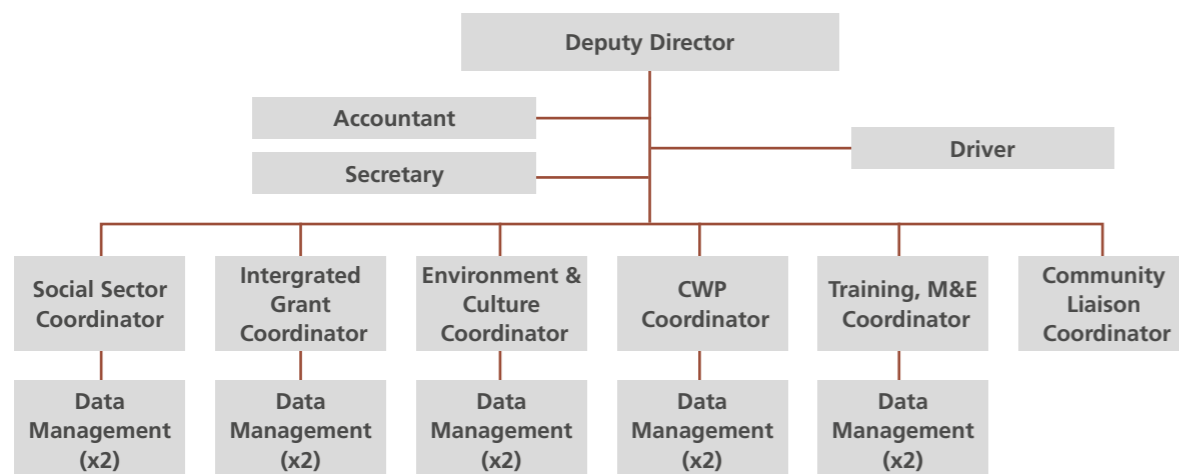 Deputy Director
Accountant
Driver
Secretary
Social Sector
Coordinator
Intergrated
Grant
Coordinator
Environment &
Culture
Coordinator
CWP
Coordinator
Training, M&E
Coordinator
Community
Liaison
Coordinator
Data
Management
(x2)
Data
Management
(x2)
Data
Management
(x2)
Data
Management
(x2)
Data
Management
(x2)